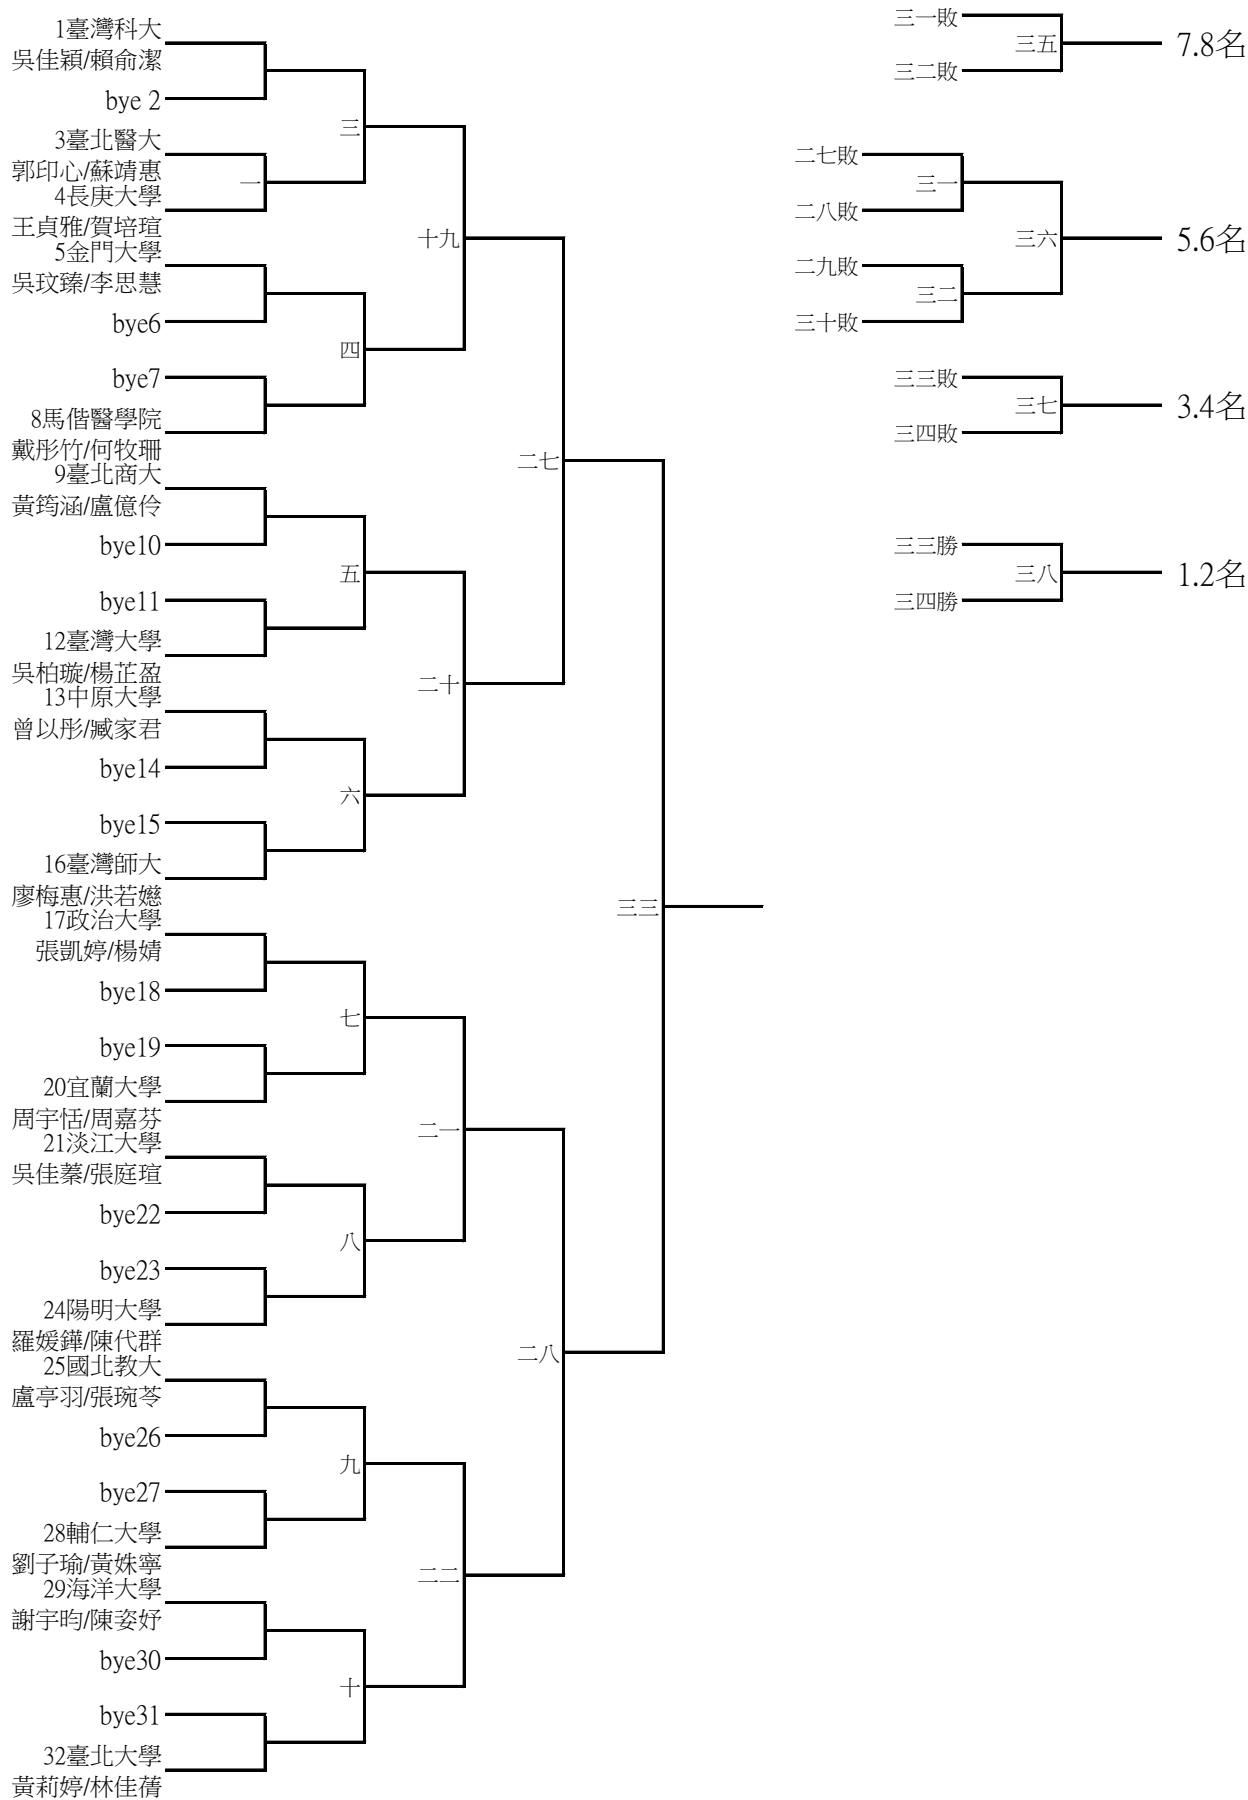 1臺灣科大
吳佳穎/賴俞潔
bye 2
3臺北醫大
郭印心/蘇靖惠
4長庚大學
王貞雅/賀培瑄
5金門大學
吳玟臻/李思慧
bye6
bye7
8馬偕醫學院
戴彤竹/何牧珊
9臺北商大
黃筠涵/盧億伶
bye10
bye11
12臺灣大學
吳柏璇/楊芷盈
13中原大學
曾以彤/臧家君
bye14
bye15
16臺灣師大
廖梅惠/洪若嬨
17政治大學
張凱婷/楊婧
bye18
bye19
20宜蘭大學
周宇恬/周嘉芬
21淡江大學
吳佳蓁/張庭瑄
bye22
bye23
24陽明大學
羅媛鏵/陳代群
25國北教大
盧亭羽/張琬苓
bye26
bye27
28輔仁大學
劉子瑜/黃姝寧
29海洋大學
謝宇昀/陳姿妤
bye30
bye31
32臺北大學
黃莉婷/林佳蒨
一
三
四
五
六
七
八
九
十
十九
二十
二一
二二
二七
二八
三三
三一敗
三五
7.8名
三二敗
二七敗
三一
二八敗
三六
5.6名
二九敗
三二
三十敗
三三敗
三七
3.4名
三四敗
三三勝
三八
1.2名
三四勝